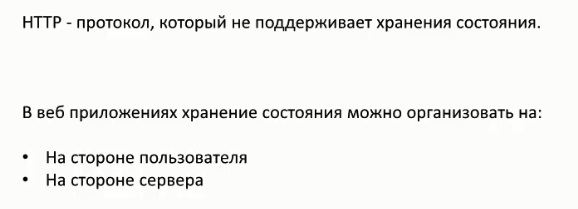 HTTP - протокол, который не поддерживает хранения состояния.
В веб приложениях хранение состояния можно организовать на:
• На стороне пользователя
• На стороне сервера